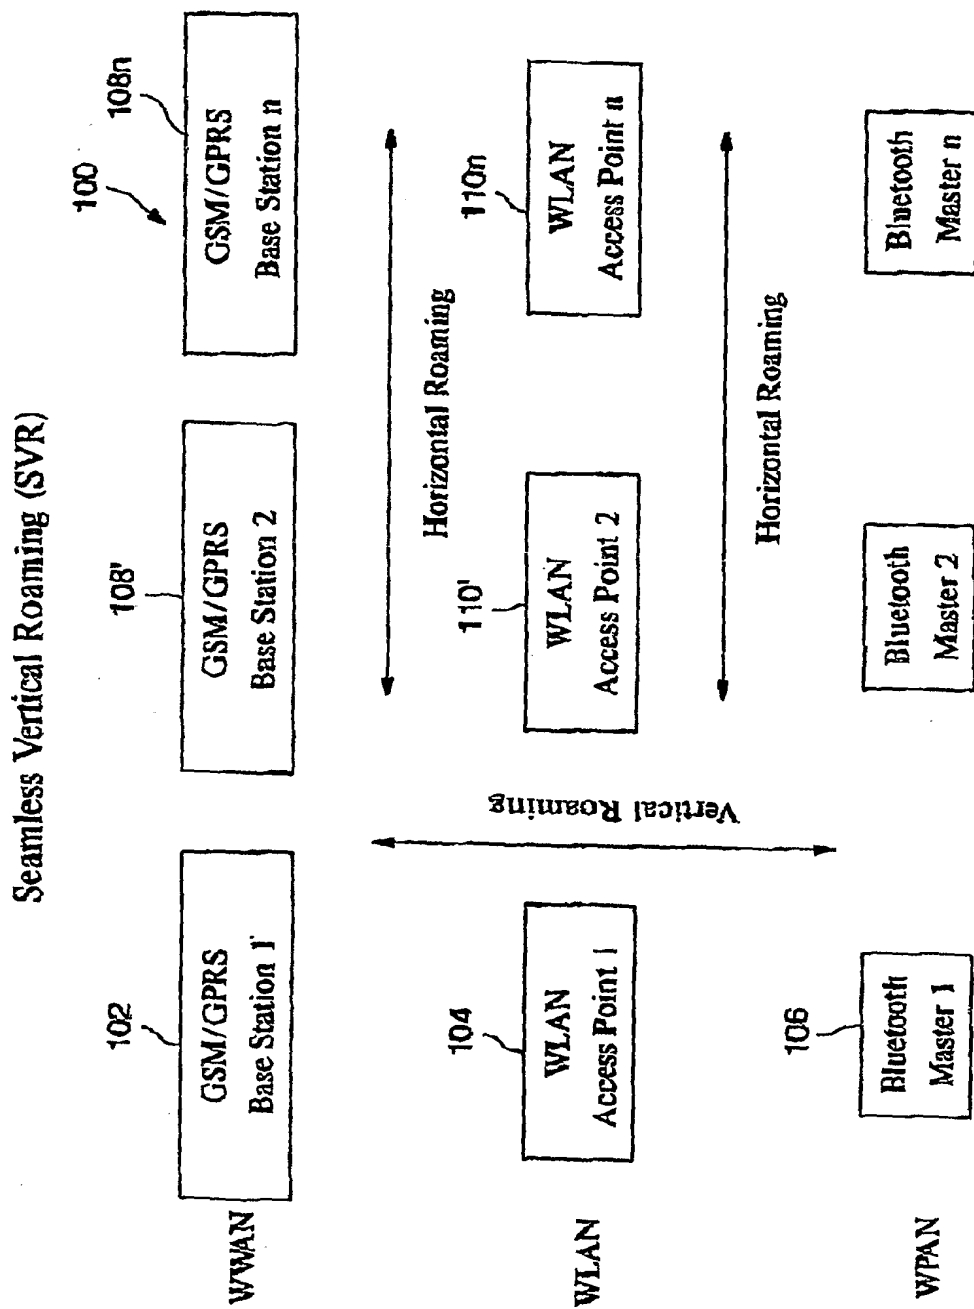 Seamless Vertical Roaming (SVR)
100
102
108'
108n
WWAN
GSM/GPRS
Base Station 1
GSM/GPRS
Base Station 2
GSM/GPRS
Base Station n
Horizontal Roaming
104
110'
110n
WLAN
WLAN
Access Point 1
Vertical Roaming
WLAN
Access Point 2
WLAN
Access Point n
Horizontal Roaming
106
WPAN
Bluetooth
Master 1
Bluetooth
Master 2
Bluetooth
Master n